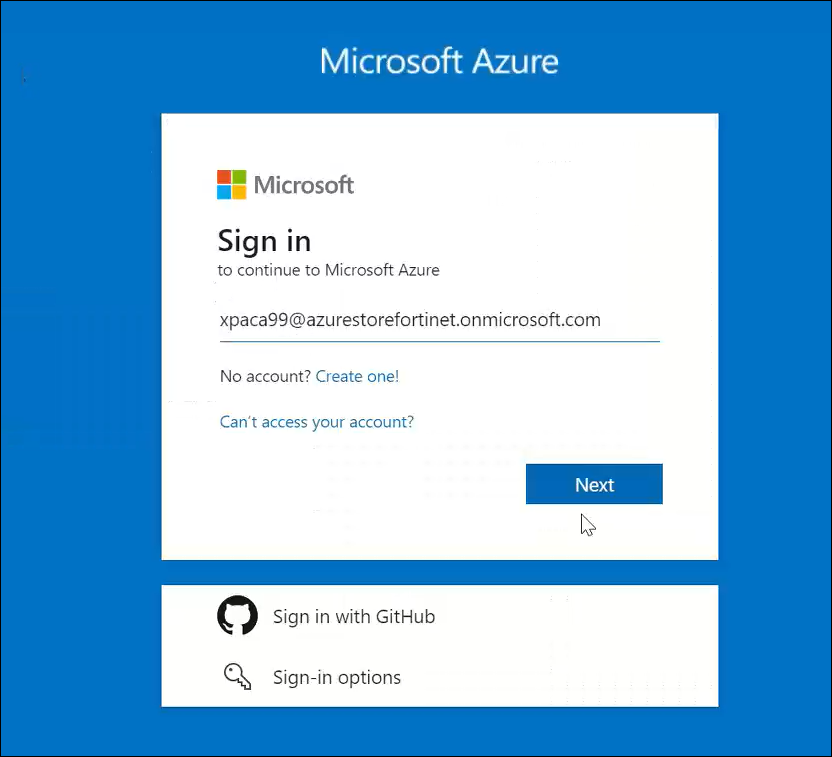 Microsoft Azure
Microsoft
Sign in
to continue to Microsoft Azure
xpaca99@azurestorefortinet.onmicrosoft.com
No account? Create one!
Can't access your account?
Next
Sign in with GitHub
Sign-in options